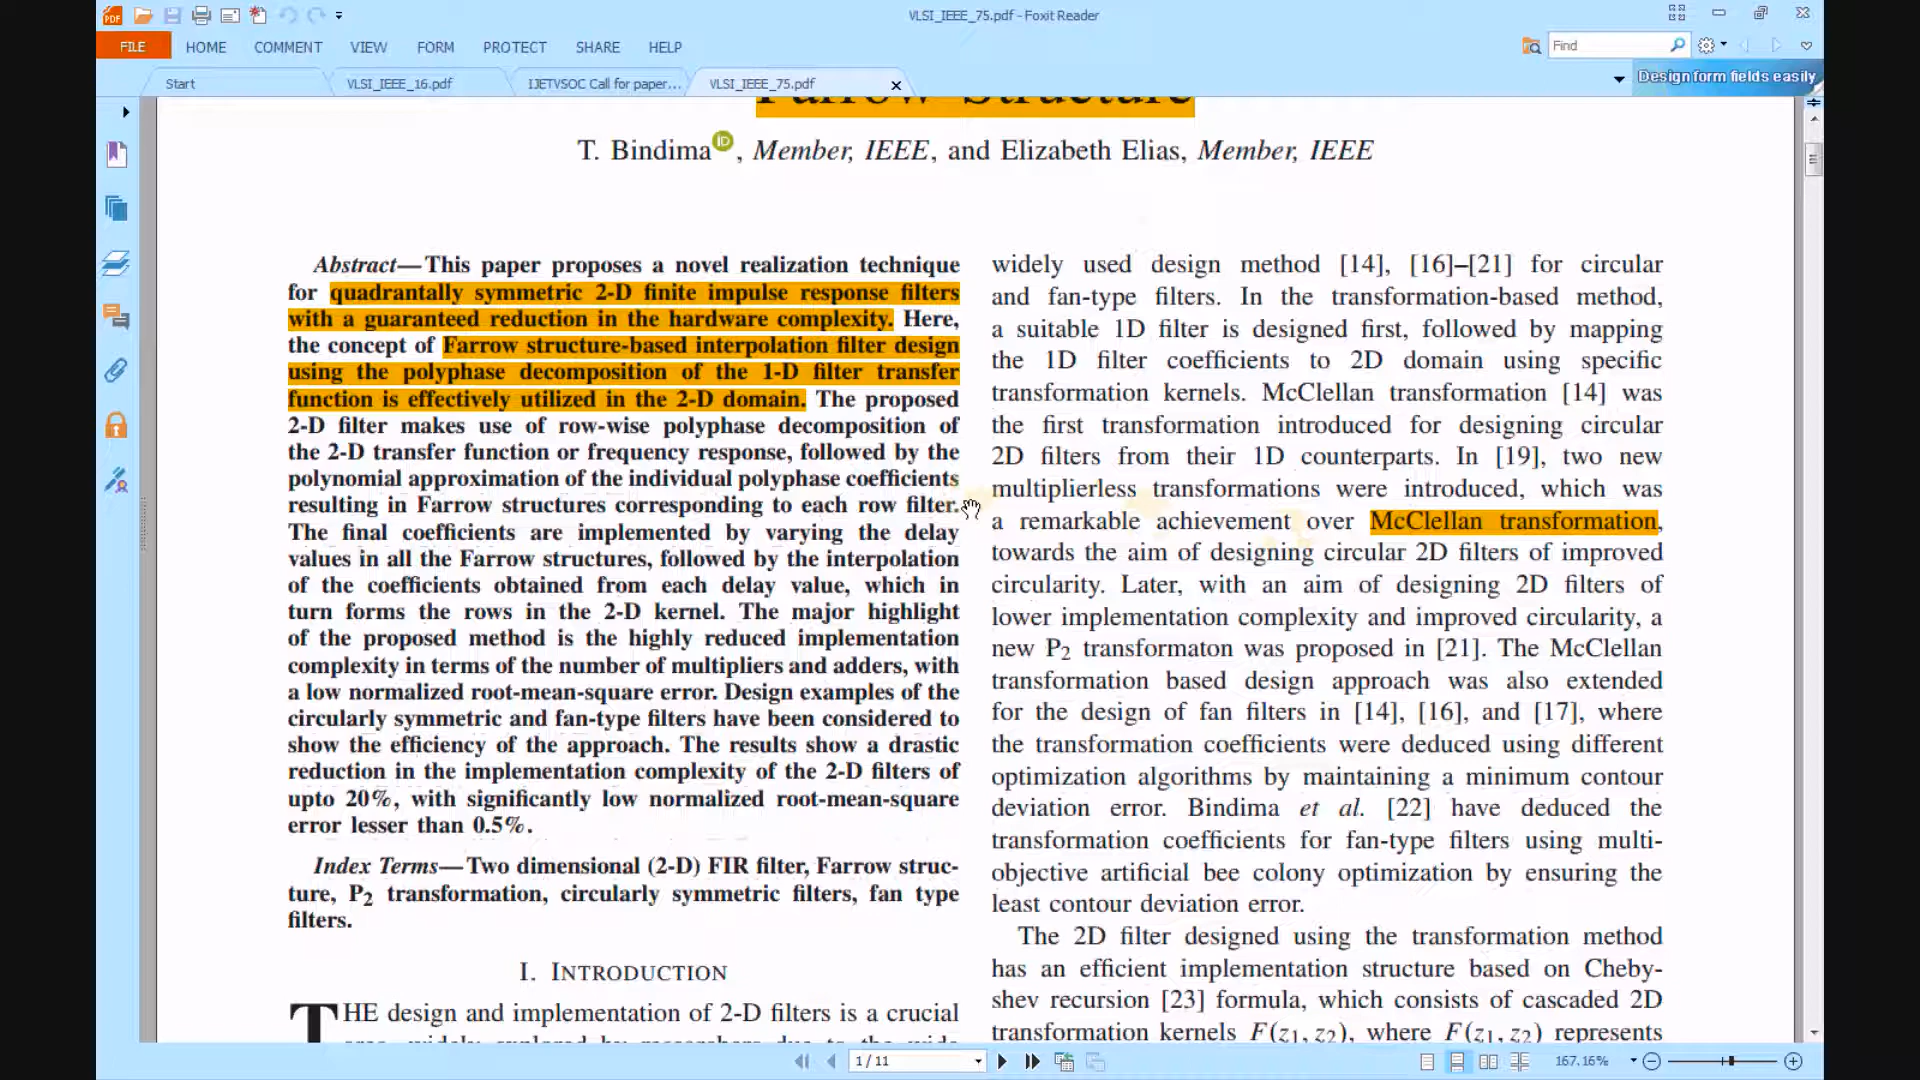 VLSI_IEEE_75.pdf - Foxit Reader
FILE HOME COMMENT VIEW FORM PROTECT SHARE HELP Find
Start VLSI_IEEE_16.pdf IJETVSOC Call for paper... VLSI_IEEE_75.pdf Design form fields easily
Farrow Structure
T. Bindima, Member, IEEE, and Elizabeth Elias, Member, IEEE
Abstract—This paper proposes a novel realization technique
for quadrantally symmetric 2-D finite impulse response filters
with a guaranteed reduction in the hardware complexity. Here,
the concept of Farrow structure-based interpolation filter design
using the polyphase decomposition of the 1-D filter transfer
function is effectively utilized in the 2-D domain. The proposed
2-D filter makes use of row-wise polyphase decomposition of
the 2-D transfer function or frequency response, followed by the
polynomial approximation of the individual polyphase coefficients
resulting in Farrow structures corresponding to each row filter.
The final coefficients are implemented by varying the delay
values in all the Farrow structures, followed by the interpolation
of the coefficients obtained from each delay value, which in
turn forms the rows in the 2-D kernel. The major highlight
of the proposed method is the highly reduced implementation
complexity in terms of the number of multipliers and adders, with
a low normalized root-mean-square error. Design examples of the
circularly symmetric and fan-type filters have been considered to
show the efficiency of the approach. The results show a drastic
reduction in the implementation complexity of the 2-D filters of
upto 20%, with significantly low normalized root-mean-square
error lesser than 0.5%.
Index Terms—Two dimensional (2-D) FIR filter, Farrow struc-
ture, P2 transformation, circularly symmetric filters, fan type
filters.
I. INTRODUCTION
THE design and implementation of 2-D filters is a crucial
widely used design method [14], [16]–[21] for circular
and fan-type filters. In the transformation-based method,
a suitable 1D filter is designed first, followed by mapping
the 1D filter coefficients to 2D domain using specific
transformation kernels. McClellan transformation [14] was
the first transformation introduced for designing circular
2D filters from their 1D counterparts. In [19], two new
multiplierless transformations were introduced, which was
a remarkable achievement over McClellan transformation,
towards the aim of designing circular 2D filters of improved
circularity. Later, with an aim of designing 2D filters of
lower implementation complexity and improved circularity, a
new P2 transformaton was proposed in [21]. The McClellan
transformation based design approach was also extended
for the design of fan filters in [14], [16], and [17], where
the transformation coefficients were deduced using different
optimization algorithms by maintaining a minimum contour
deviation error. Bindima et al. [22] have deduced the
transformation coefficients for fan-type filters using multi-
objective artificial bee colony optimization by ensuring the
least contour deviation error.
The 2D filter designed using the transformation method
has an efficient implementation structure based on Cheby-
shev recursion [23] formula, which consists of cascaded 2D
transformation kernels F(z1, z2), where F(z1, z2) represents
1 / 11 167.16%